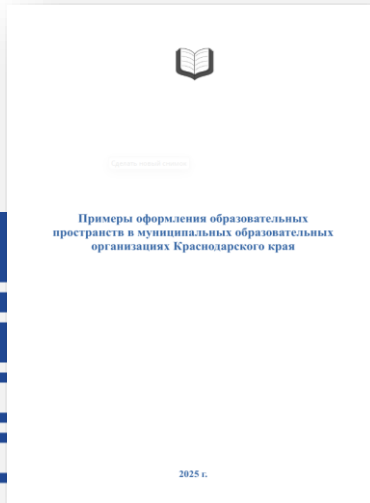 Примеры оформления образовательных
пространств в муниципальных образовательных
организациях Краснодарского края
2025 г.